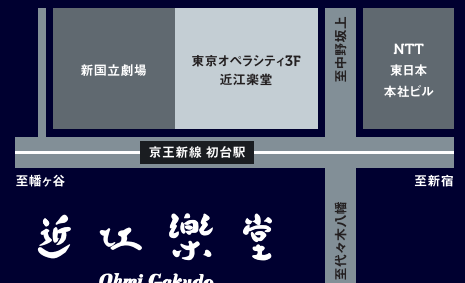 新国立劇場
東京オペラシティ3F
近江楽堂
至中野坂上
NTT
東日本
本社ビル
京王新線 初台駅
至幡ヶ谷
至新宿
至代々木八幡
近江樂堂
Ohmi Gakudo